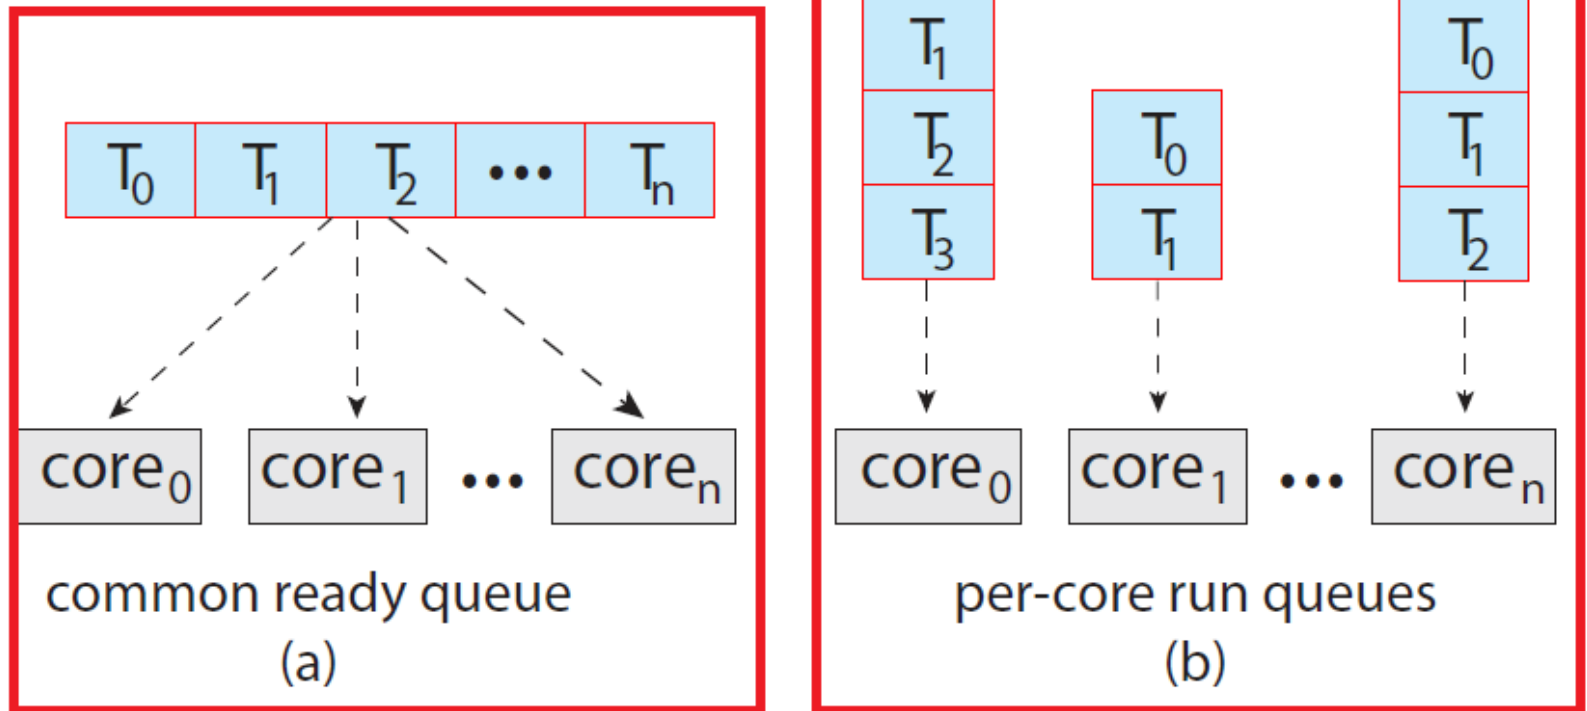 T0 T1 T2 ••• Tn
core0 core1 ••• coren
common ready queue
(a)
T1 T0
T2 T0 T1
T3 T1 T2
core0 core1 ••• coren
per-core run queues
(b)